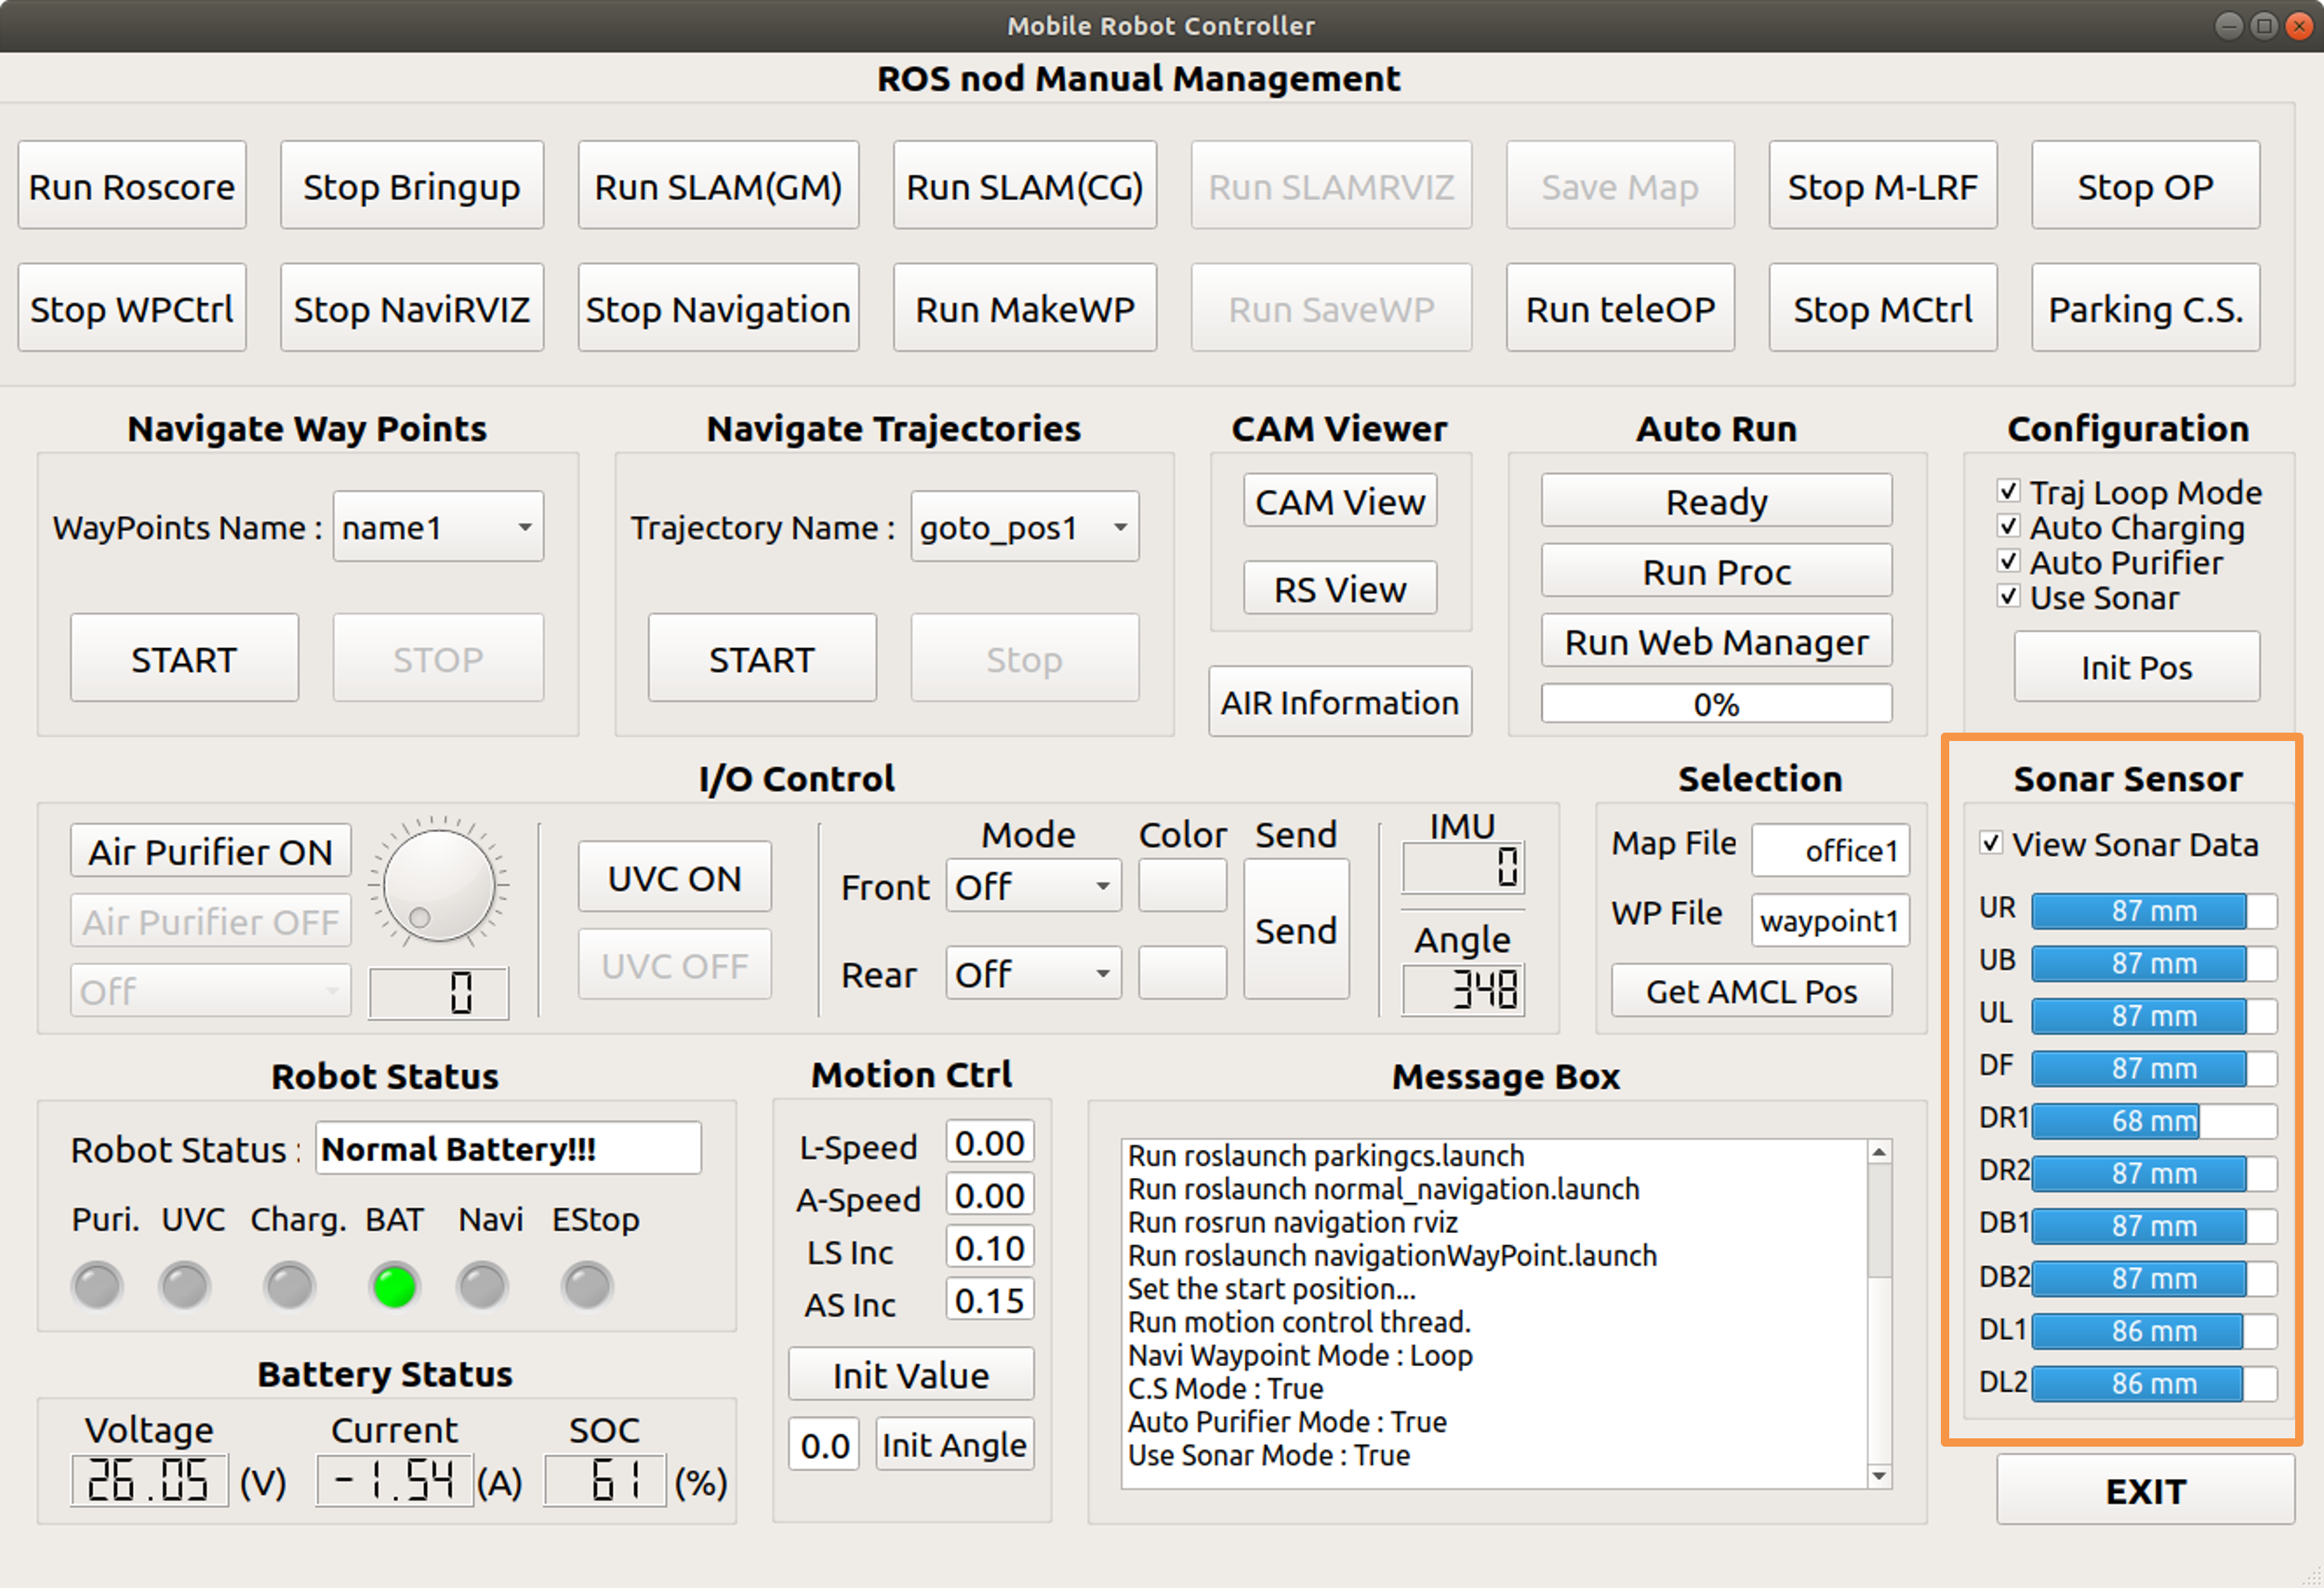 Mobile Robot Controller
ROS nod Manual Management
Run Roscore Stop Bringup Run SLAM(GM) Run SLAM(CG) Run SLAMRVIZ Save Map Stop M-LRF Stop OP
Stop WPCtrl Stop NaviRVIZ Stop Navigation Run MakeWP Run SaveWP Run teleOP Stop MCtrl Parking C.S.
Navigate Way Points
WayPoints Name : name1
START STOP
Navigate Trajectories
Trajectory Name : goto_pos1
START Stop
CAM Viewer
CAM View
RS View
AIR Information
Auto Run
Ready
Run Proc
Run Web Manager
0%
Configuration
Traj Loop Mode
Auto Charging
Auto Purifier
Use Sonar
Init Pos
I/O Control
Air Purifier ON
Air Purifier OFF
Off 0
UVC ON
UVC OFF
Mode Color Send
Front Off
Send
Rear Off
IMU
0
Angle
348
Selection
Map File office1
WP File waypoint1
Get AMCL Pos
Sonar Sensor
View Sonar Data
UR 87 mm
UB 87 mm
UL 87 mm
DF 87 mm
DR1 68 mm
DR2 87 mm
DB1 87 mm
DB2 87 mm
DL1 86 mm
DL2 86 mm
Robot Status
Robot Status : Normal Battery!!!
Puri. UVC Charg. BAT Navi EStop
Battery Status
Voltage Current SOC
26.05 (V) -1.54 (A) 61 (%)
Motion Ctrl
L-Speed 0.00
A-Speed 0.00
LS Inc 0.10
AS Inc 0.15
Init Value
0.0 Init Angle
Message Box
Run roslaunch parkingcs.launch
Run roslaunch normal_navigation.launch
Run rosrun navigation rviz
Run roslaunch navigationWayPoint.launch
Set the start position...
Run motion control thread.
Navi Waypoint Mode : Loop
C.S Mode : True
Auto Purifier Mode : True
Use Sonar Mode : True
EXIT